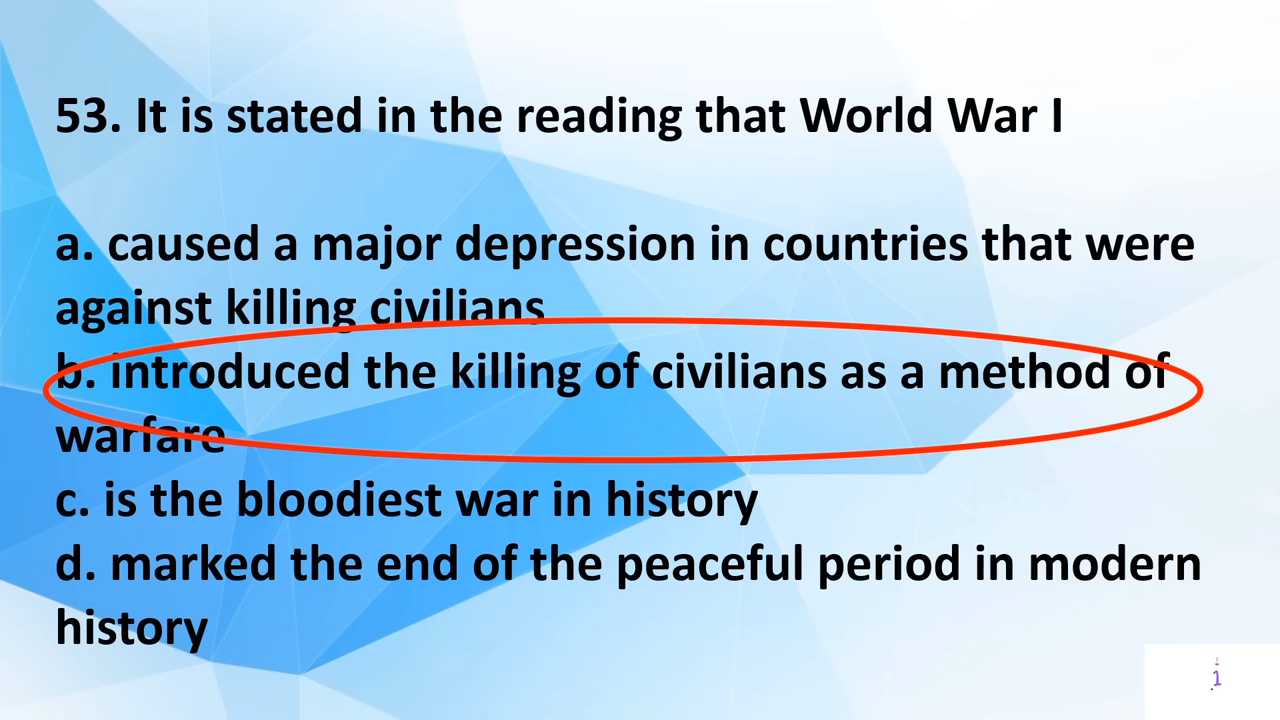 53. It is stated in the reading that World War I
a. caused a major depression in countries that were
against killing civilians
b. introduced the killing of civilians as a method of
warfare
c. is the bloodiest war in history
d. marked the end of the peaceful period in modern
history
1